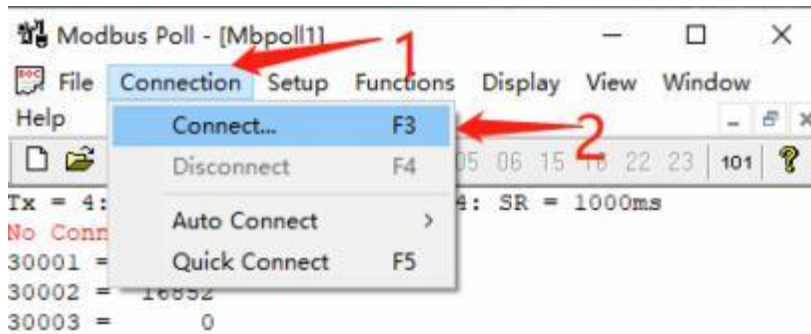 Modbus Poll - [Mbpoll1]
1
File Connection Setup Functions Display View Window
Help
Connect... F3
2
05 06 15 16 22 23 101
Disconnect F4
Tx = 4: SR = 1000ms
Auto Connect >
No Conn
Quick Connect F5
30001 =
30002 = 16852
30003 = 0